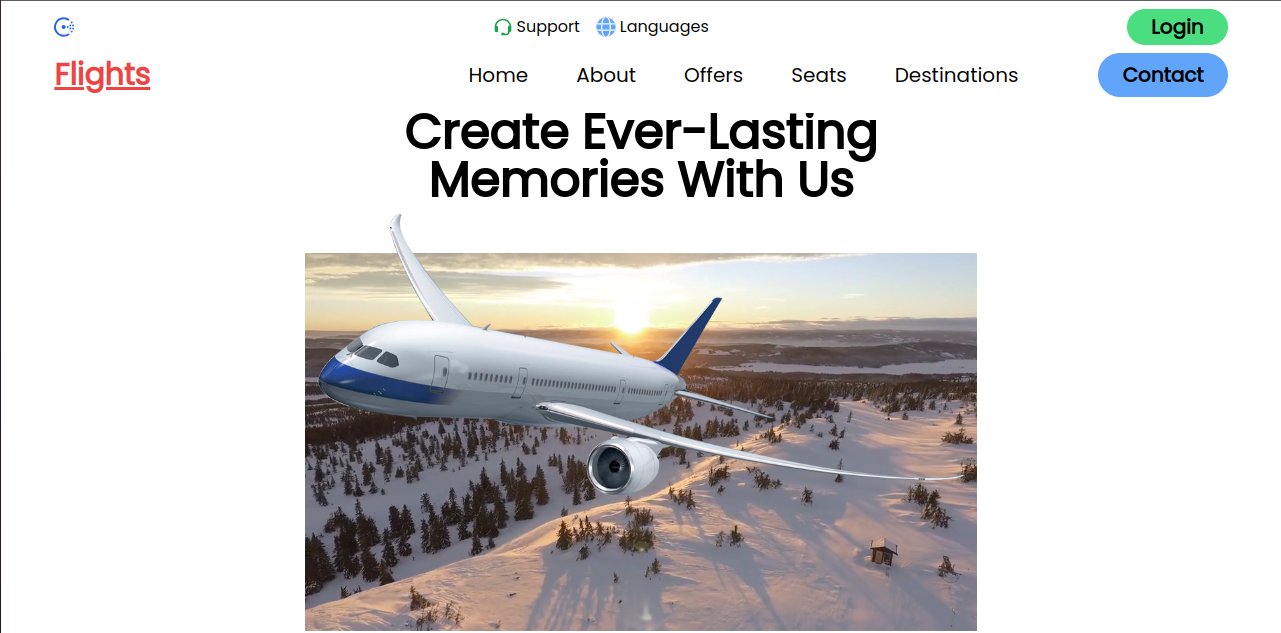 Support Languages Login
Flights Home About Offers Seats Destinations Contact
Create Ever-Lasting
Memories With Us